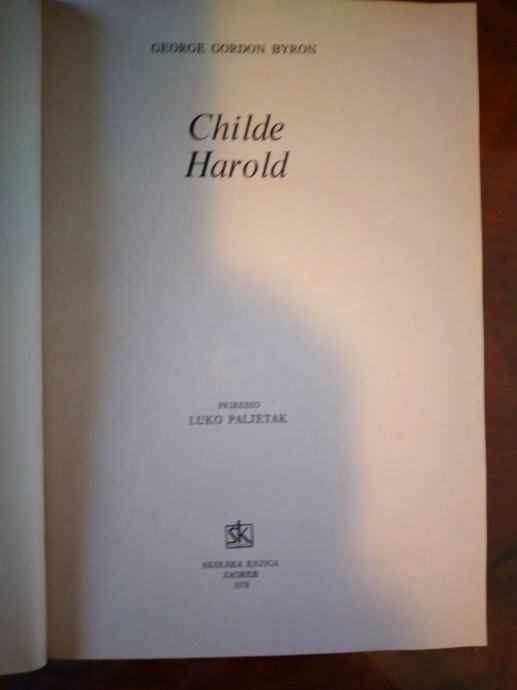 GEORGE GORDON BYRON
Childe
Harold
PRIREDIO
LUKO PALJETAK
ŠK
ŠKOLSKA KNJIGA
ZAGREB
1978